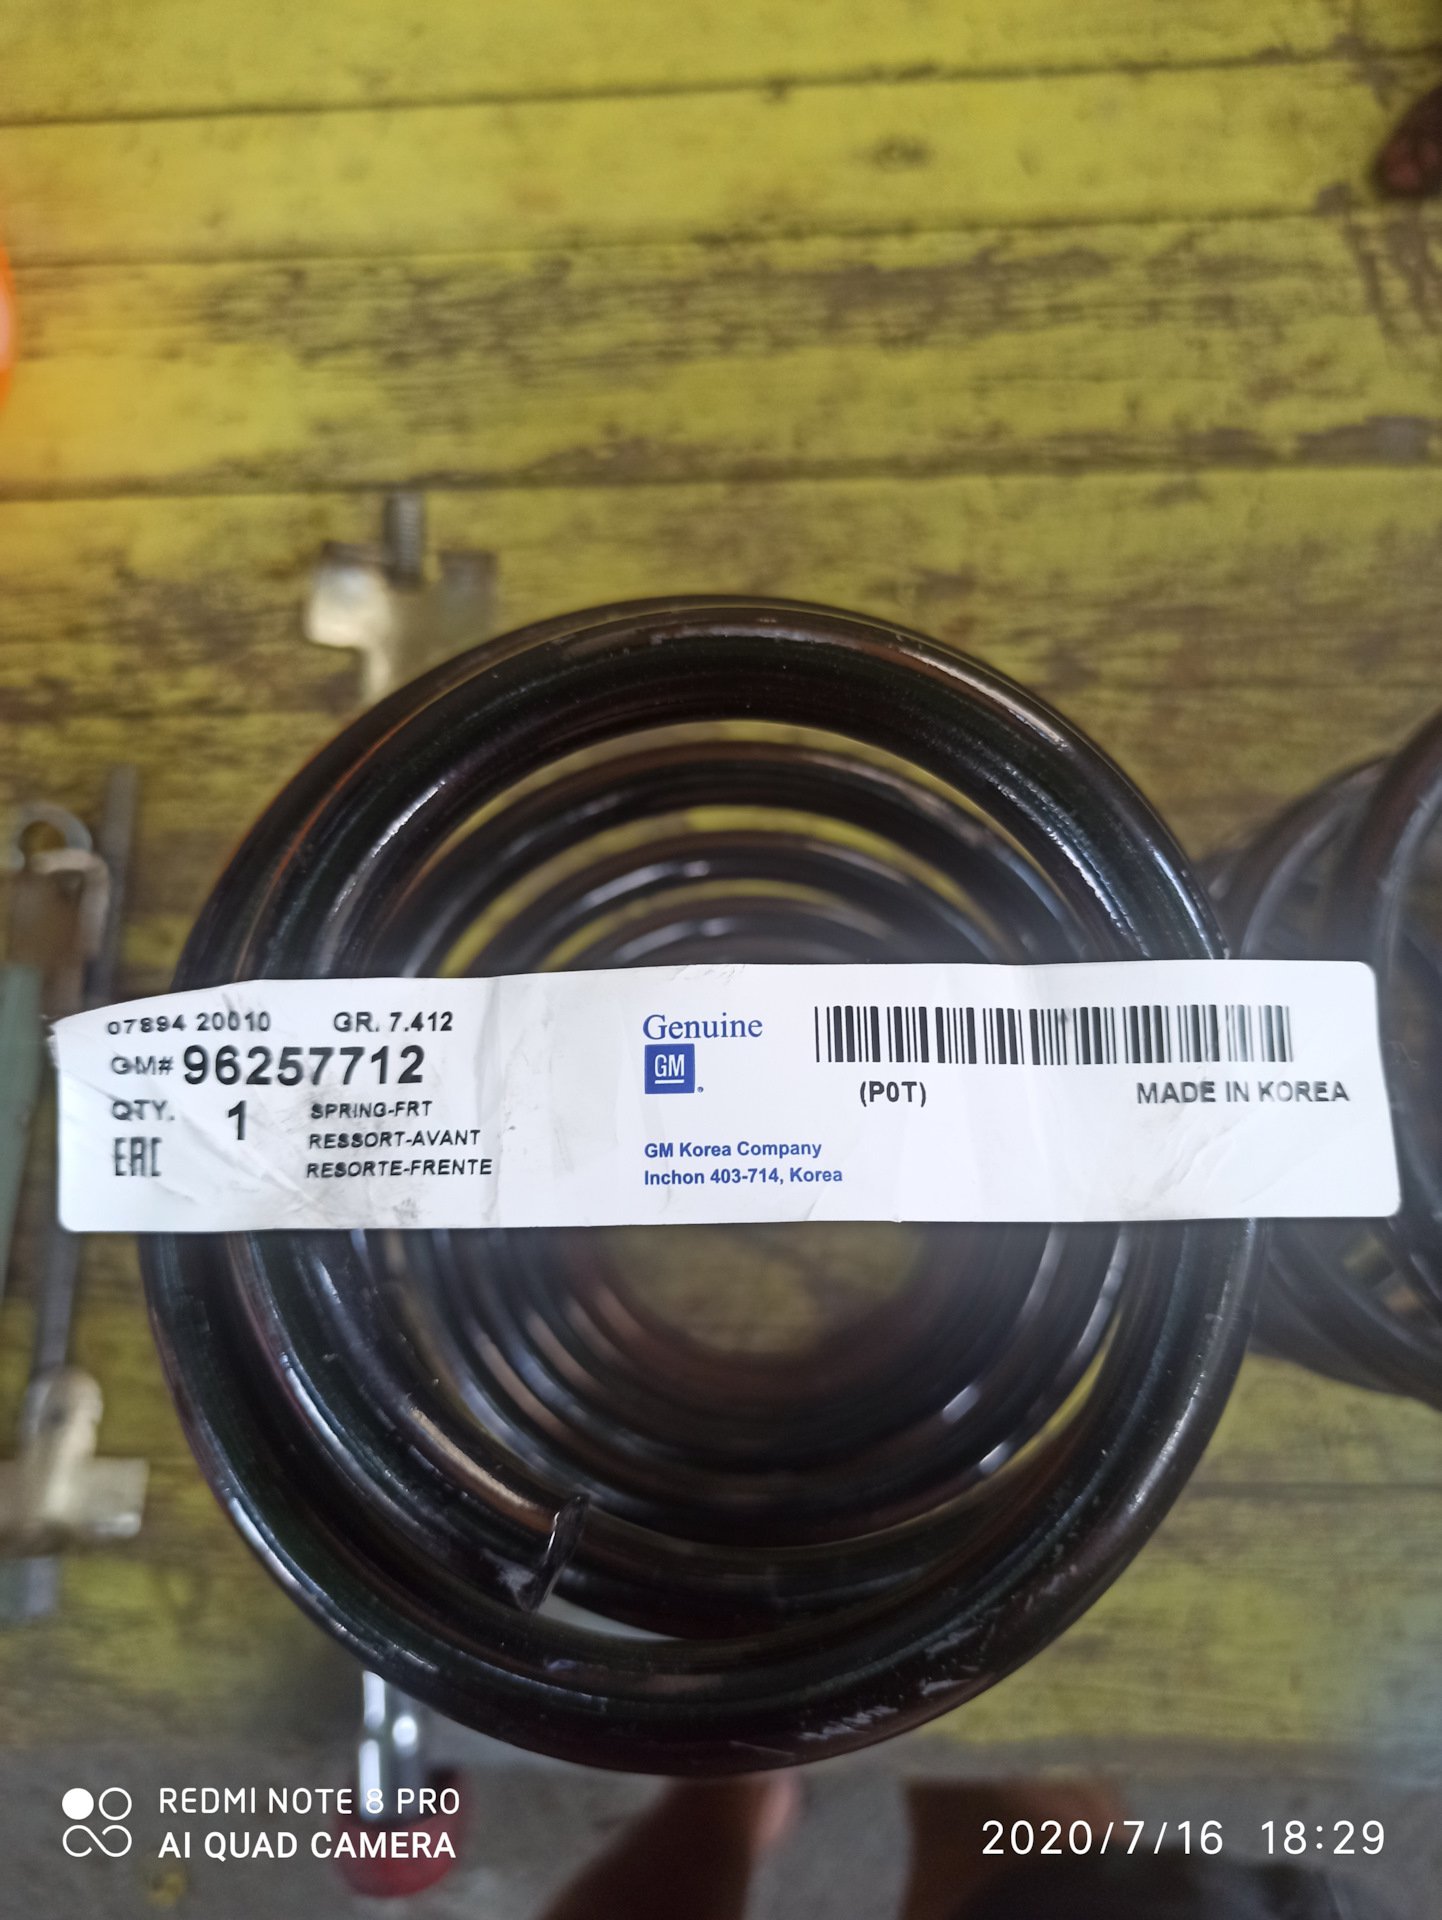 07894 20010 GR. 7.412
GM# 96257712
QTY. 1 SPRING-FRT
RESSORT-AVANT
EAC RESORTE-FRENTE
Genuine
GM
GM Korea Company
Inchon 403-714, Korea
(P0T) MADE IN KOREA
REDMI NOTE 8 PRO
AI QUAD CAMERA
2020/7/16 18:29